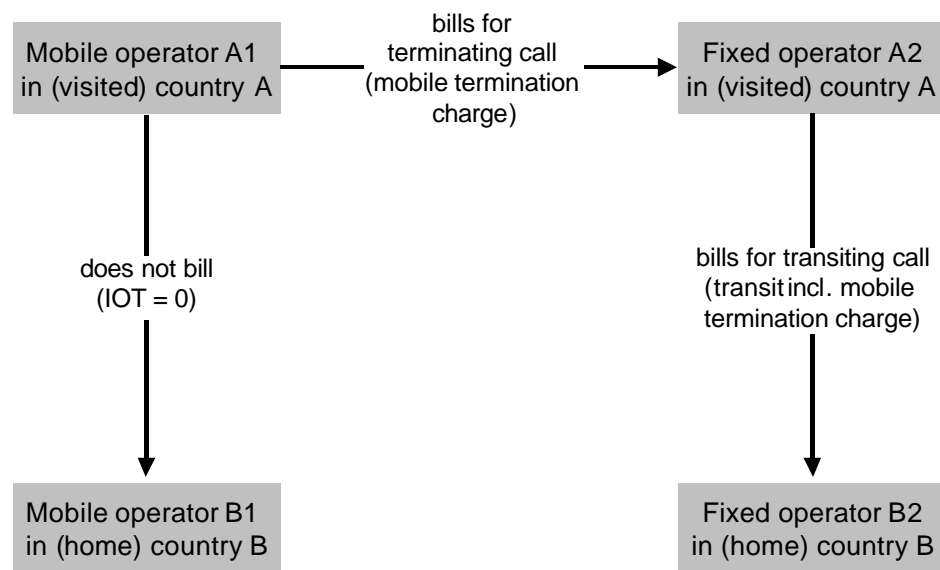 Mobile operator A1
in (visited) country A
bills for
terminating call
(mobile termination
charge)
Fixed operator A2
in (visited) country A
does not bill
(IOT = 0)
bills for transiting call
(transit incl. mobile
termination charge)
Mobile operator B1
in (home) country B
Fixed operator B2
in (home) country B